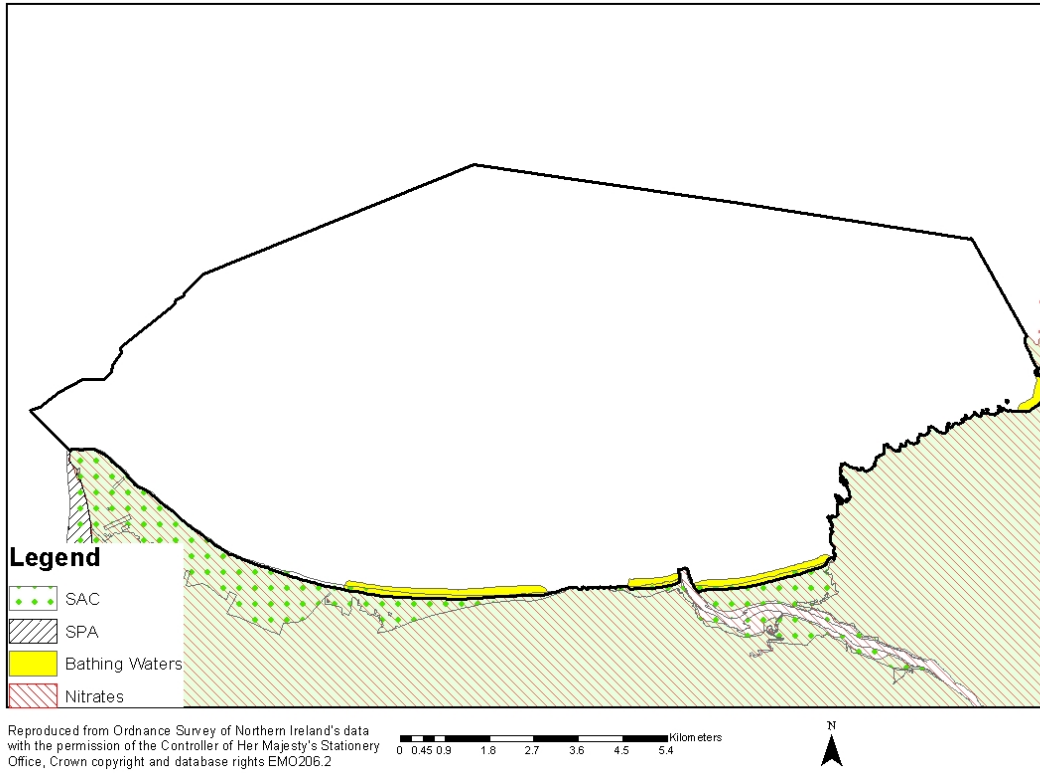 Legend
SAC
SPA
Bathing Waters
Nitrates
Reproduced from Ordnance Survey of Northern Ireland's data
with the permission of the Controller of Her Majesty's Stationery
Office, Crown copyright and database rights EMO206.2
Kilometers
0 0.45 0.9 1.8 2.7 3.6 4.5 5.4
N